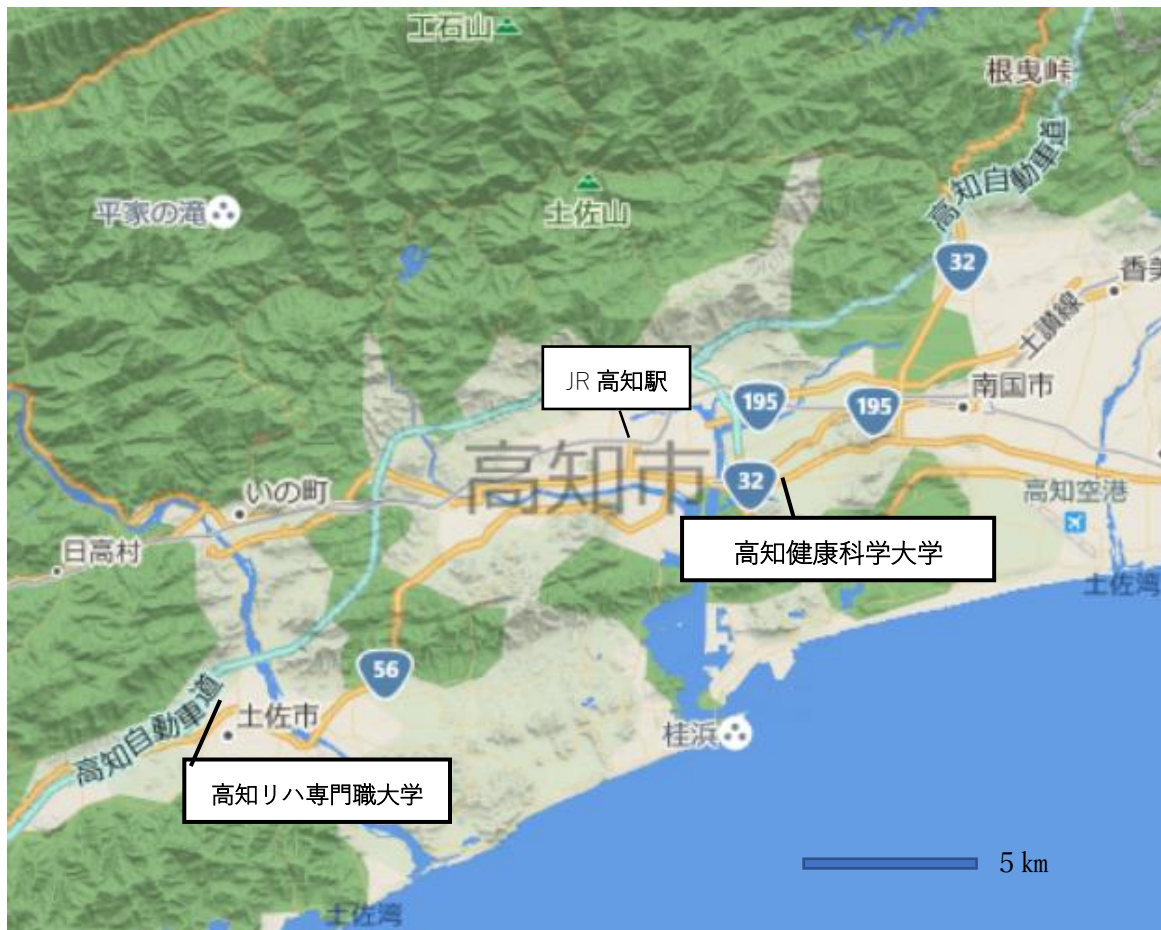 工石山
根曳峠
高知自動車道
平家の滝
土佐山
32
香美
土讃線
JR 高知駅
195
195
南国市
高知市
32
いの町
高知空港
日高村
高知健康科学大学
土佐湾
56
高知自動車道
土佐市
桂浜
高知リハ専門職大学
5 km
土佐湾